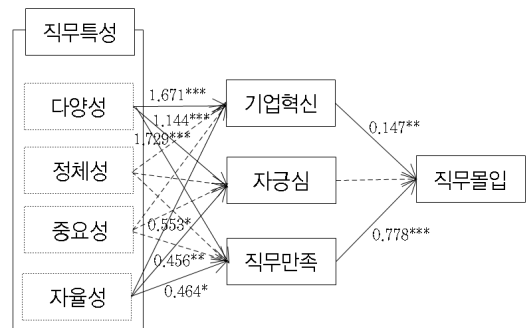 직무특성
다양성
정체성
중요성
자율성
1.671***
1.144***
1.729***
0.553*
0.456**
0.464*
기업혁신
자긍심
직무만족
0.147**
0.778***
직무몰입